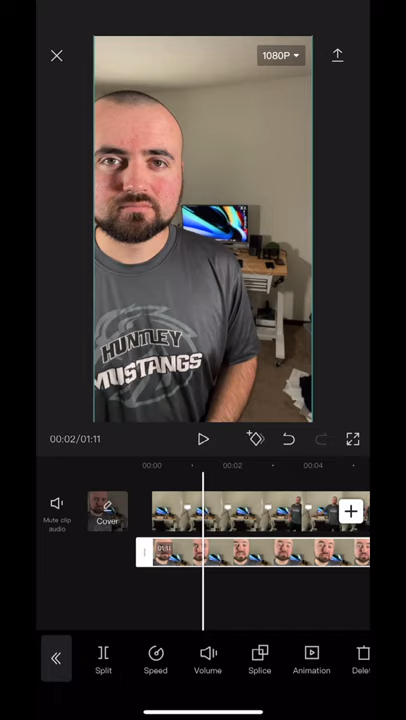 1080P
HUNTLEY
MUSTANGS
00:02/01:11
00:00
00:02
00:04
Mute clip
audio
Cover
Split
Speed
Volume
Splice
Animation